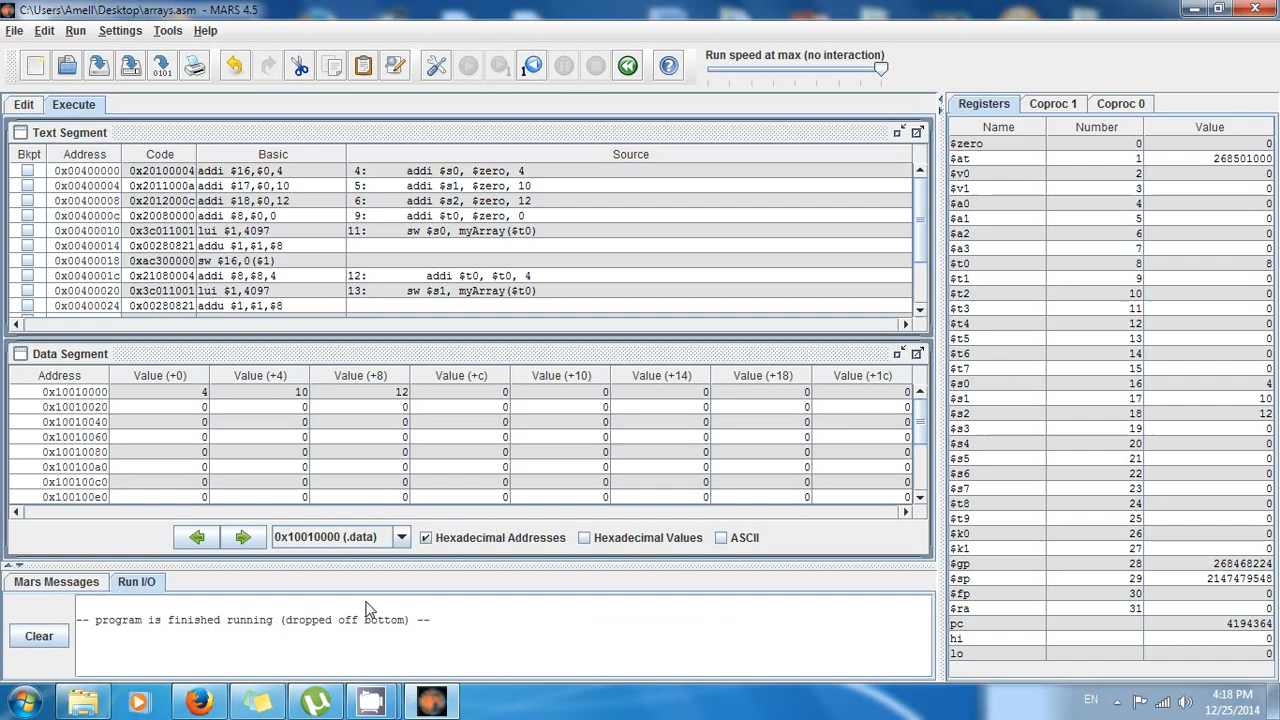 C:\Users\Amell\Desktop\arrays.asm - MARS 4.5
File Edit Run Settings Tools Help
Run speed at max (no interaction)
Edit Execute
Text Segment
Bkpt Address Code Basic Source
0x00400000 0x20100004 addi $16,$0,4 4: addi $s0, $zero, 4
0x00400004 0x2011000a addi $17,$0,10 5: addi $s1, $zero, 10
0x00400008 0x2012000c addi $18,$0,12 6: addi $s2, $zero, 12
0x0040000c 0x20080000 addi $8,$0,0 9: addi $t0, $zero, 0
0x00400010 0x3c011001 lui $1,4097 11: sw $s0, myArray($t0)
0x00400014 0x00280821 addu $1,$1,$8
0x00400018 0xac300000 sw $16,0($1)
0x0040001c 0x21080004 addi $8,$8,4 12: addi $t0, $t0, 4
0x00400020 0x3c011001 lui $1,4097 13: sw $s1, myArray($t0)
0x00400024 0x00280821 addu $1,$1,$8
Data Segment
Address Value (+0) Value (+4) Value (+8) Value (+c) Value (+10) Value (+14) Value (+18) Value (+1c)
0x10010000 4 10 12 0 0 0 0 0
0x10010020 0 0 0 0 0 0 0 0
0x10010040 0 0 0 0 0 0 0 0
0x10010060 0 0 0 0 0 0 0 0
0x10010080 0 0 0 0 0 0 0 0
0x100100a0 0 0 0 0 0 0 0 0
0x100100c0 0 0 0 0 0 0 0 0
0x100100e0 0 0 0 0 0 0 0 0
0x10010000 (.data) Hexadecimal Addresses Hexadecimal Values ASCII
Mars Messages Run I/O
Clear
-- program is finished running (dropped off bottom) --
Registers Coproc 1 Coproc 0
Name Number Value
$zero 0 0
$at 1 268501000
$v0 2 0
$v1 3 0
$a0 4 0
$a1 5 0
$a2 6 0
$a3 7 0
$t0 8 8
$t1 9 0
$t2 10 0
$t3 11 0
$t4 12 0
$t5 13 0
$t6 14 0
$t7 15 0
$s0 16 4
$s1 17 10
$s2 18 12
$s3 19 0
$s4 20 0
$s5 21 0
$s6 22 0
$s7 23 0
$t8 24 0
$t9 25 0
$k0 26 0
$k1 27 0
$gp 28 268468224
$sp 29 2147479548
$fp 30 0
$ra 31 0
pc 4194364
hi 0
lo 0
EN 4:18 PM
12/25/2014